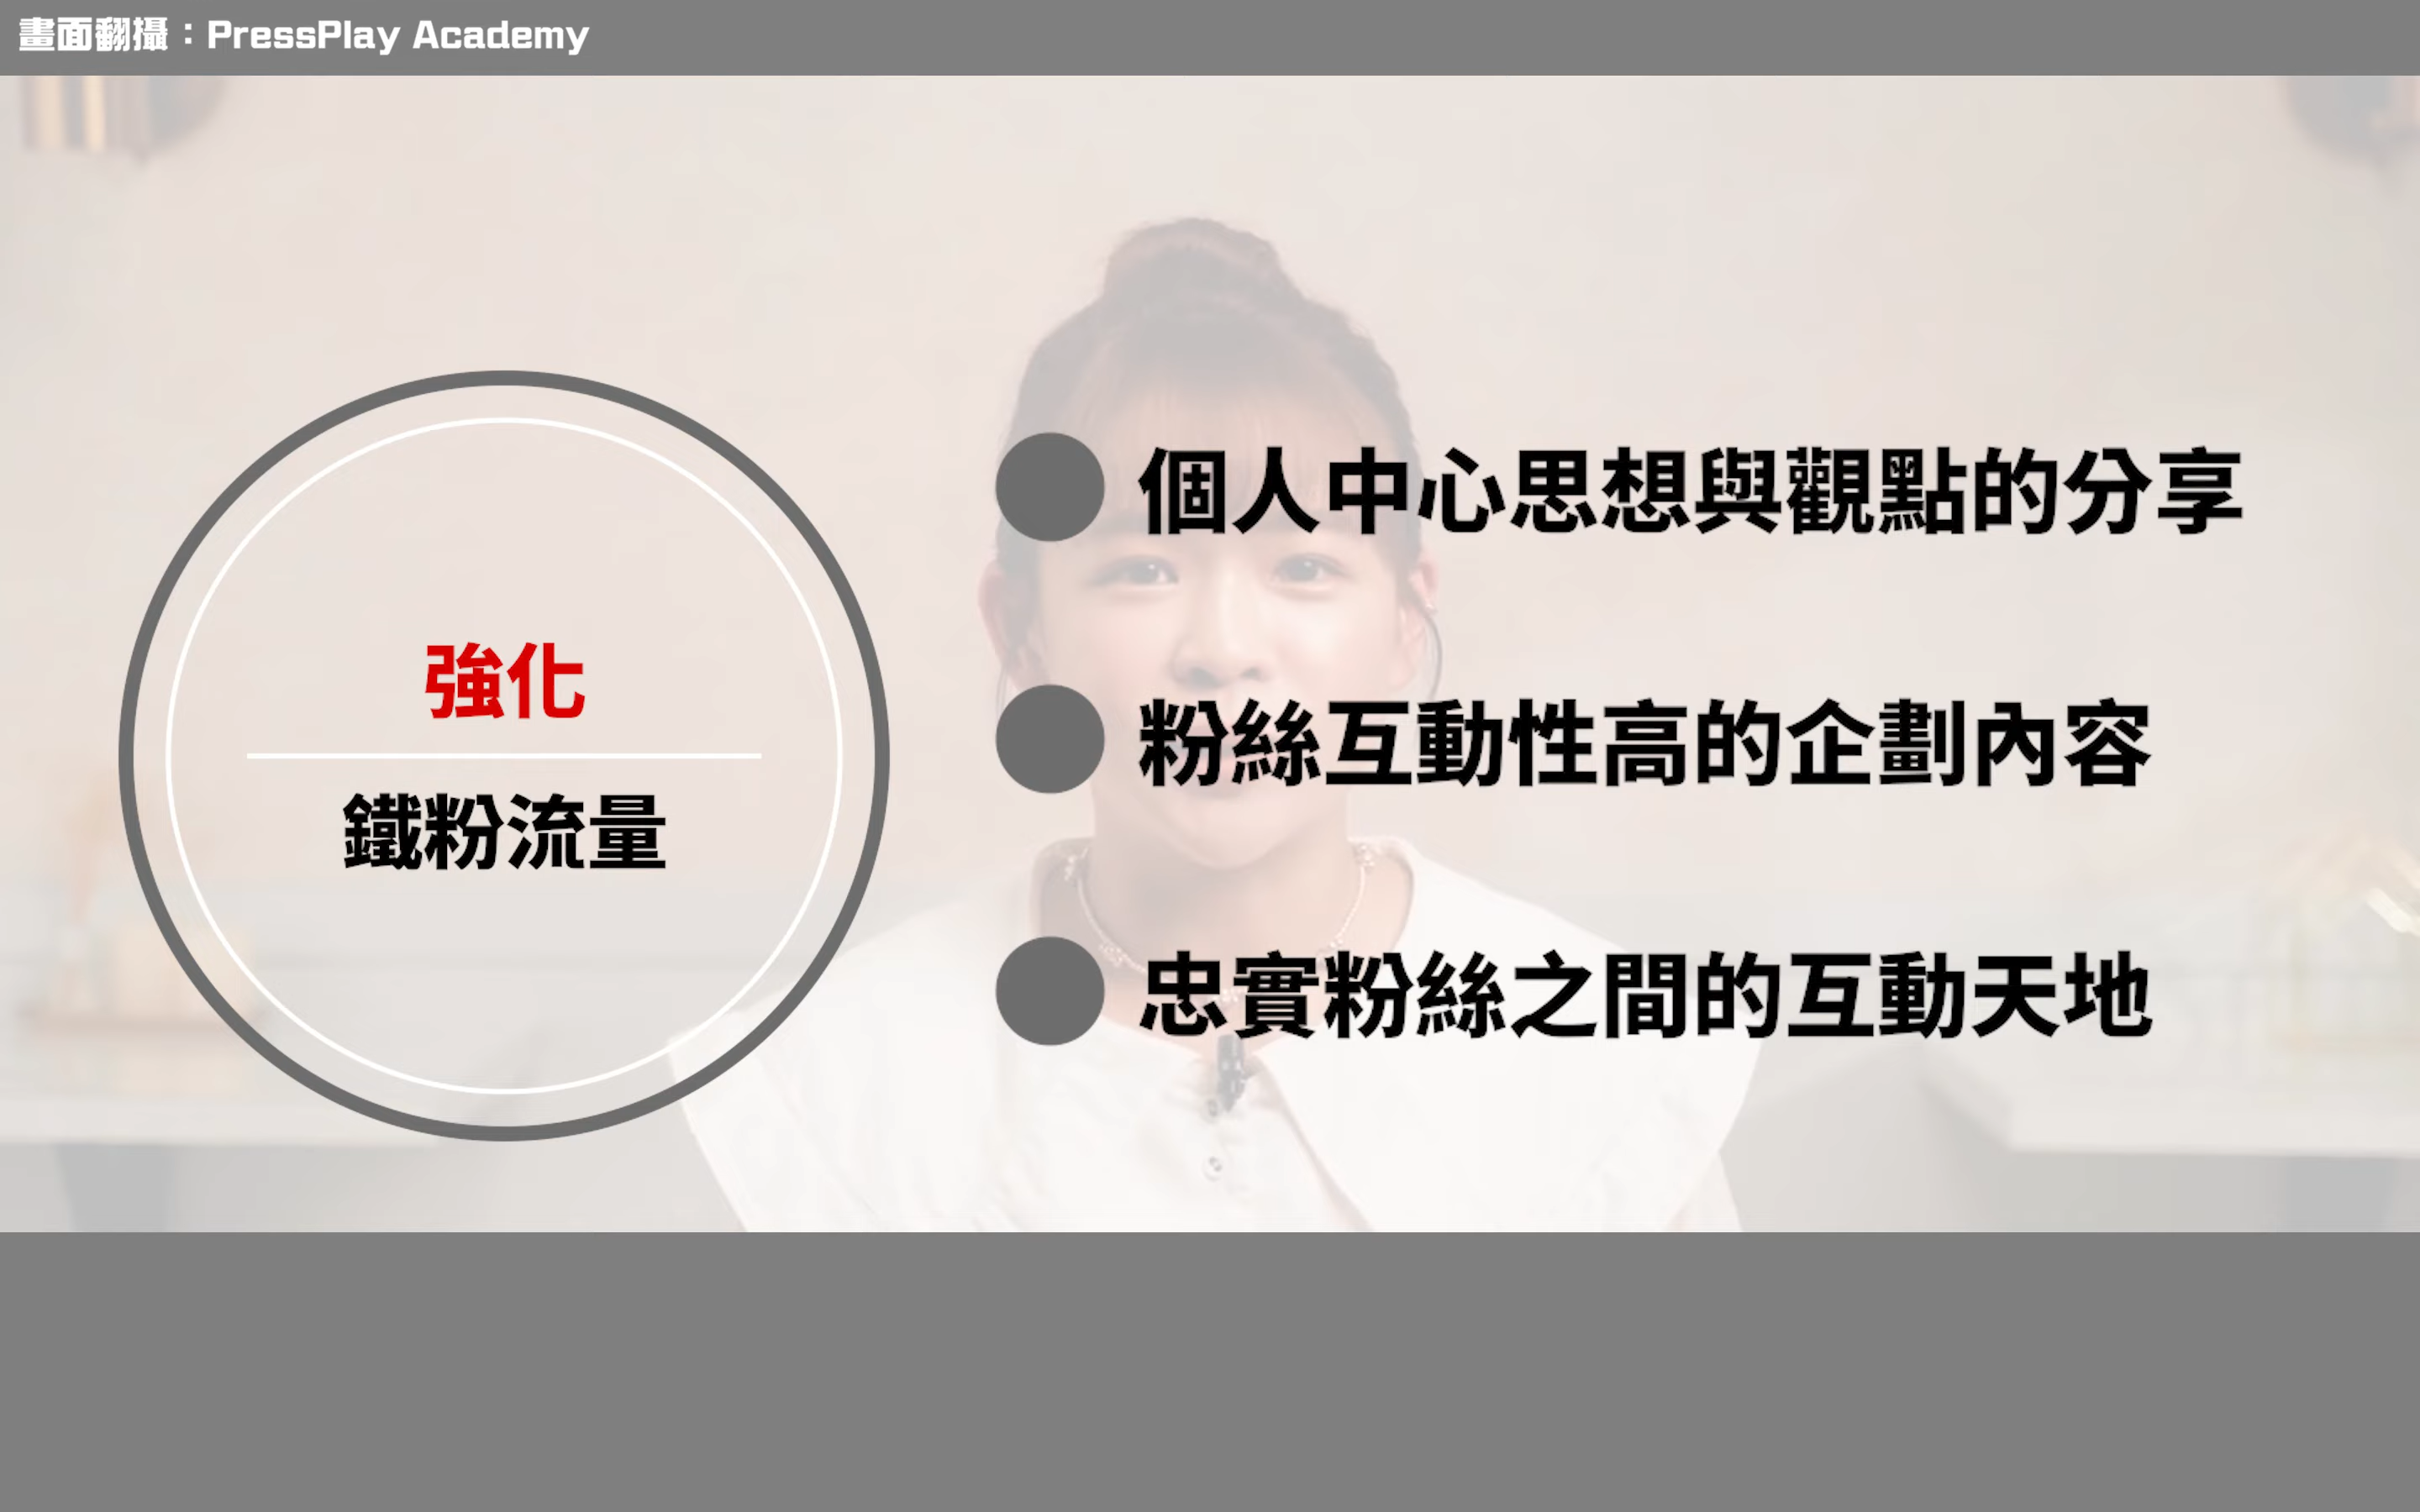 畫面翻攝：PressPlay Academy
強化
鐵粉流量
個人中心思想與觀點的分享
粉絲互動性高的企劃內容
忠實粉絲之間的互動天地